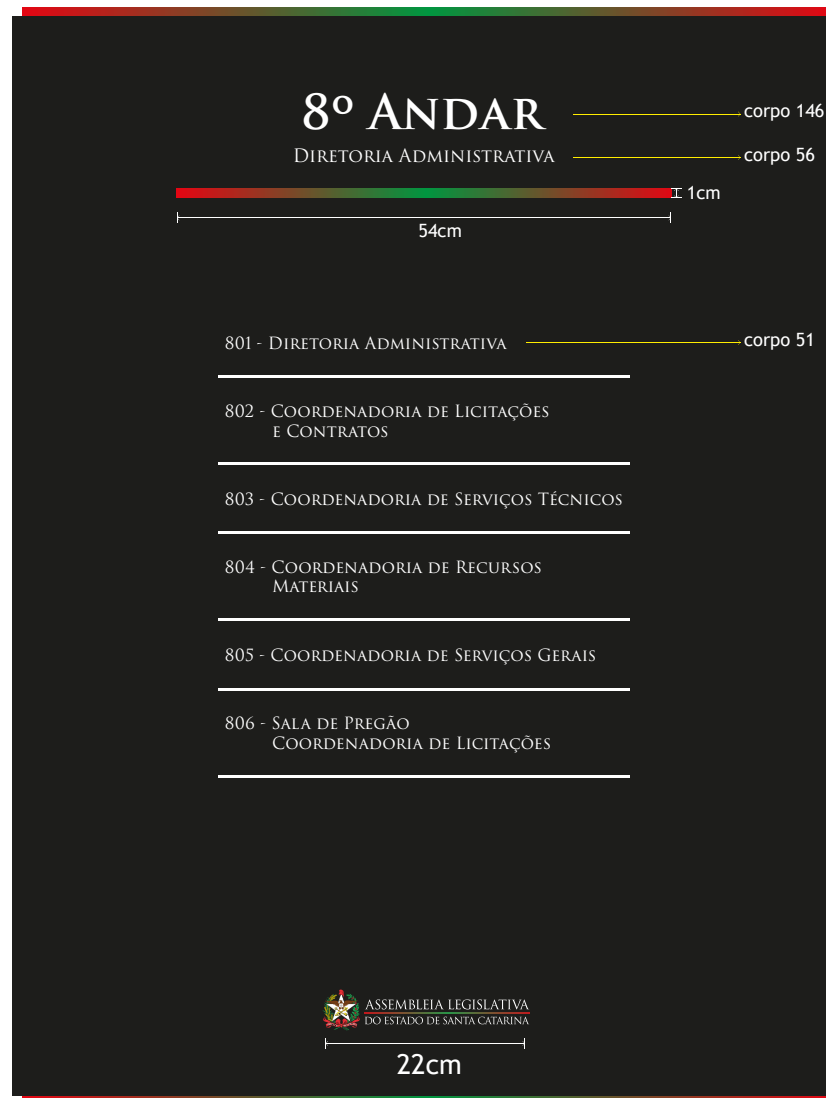 8º ANDAR
corpo 146
DIRETORIA ADMINISTRATIVA
corpo 56
1cm
54cm
801 - DIRETORIA ADMINISTRATIVA
corpo 51
802 - COORDENADORIA DE LICITAÇÕES
E CONTRATOS
803 - COORDENADORIA DE SERVIÇOS TÉCNICOS
804 - COORDENADORIA DE RECURSOS
MATERIAIS
805 - COORDENADORIA DE SERVIÇOS GERAIS
806 - SALA DE PREGÃO
COORDENADORIA DE LICITAÇÕES
ASSEMBLEIA LEGISLATIVA
DO ESTADO DE SANTA CATARINA
22cm